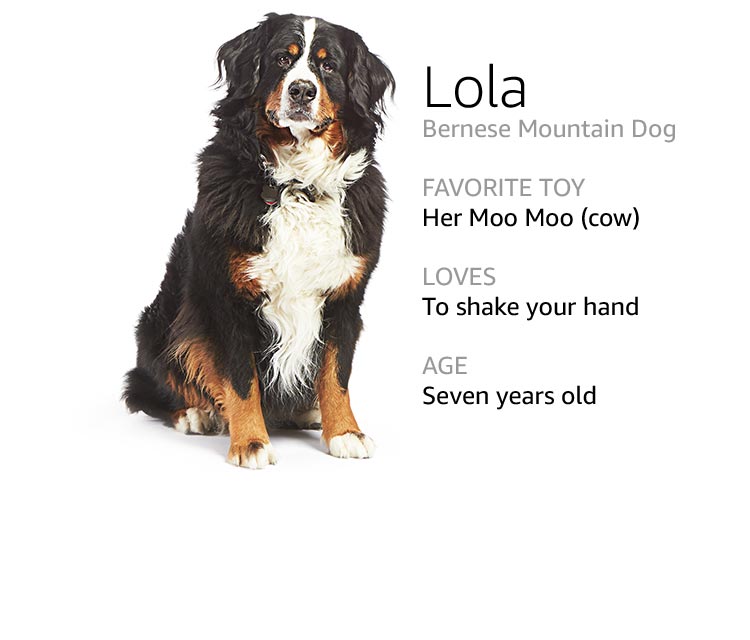 Lola
Bernese Mountain Dog
FAVORITE TOY
Her Moo Moo (cow)
LOVES
To shake your hand
AGE
Seven years old